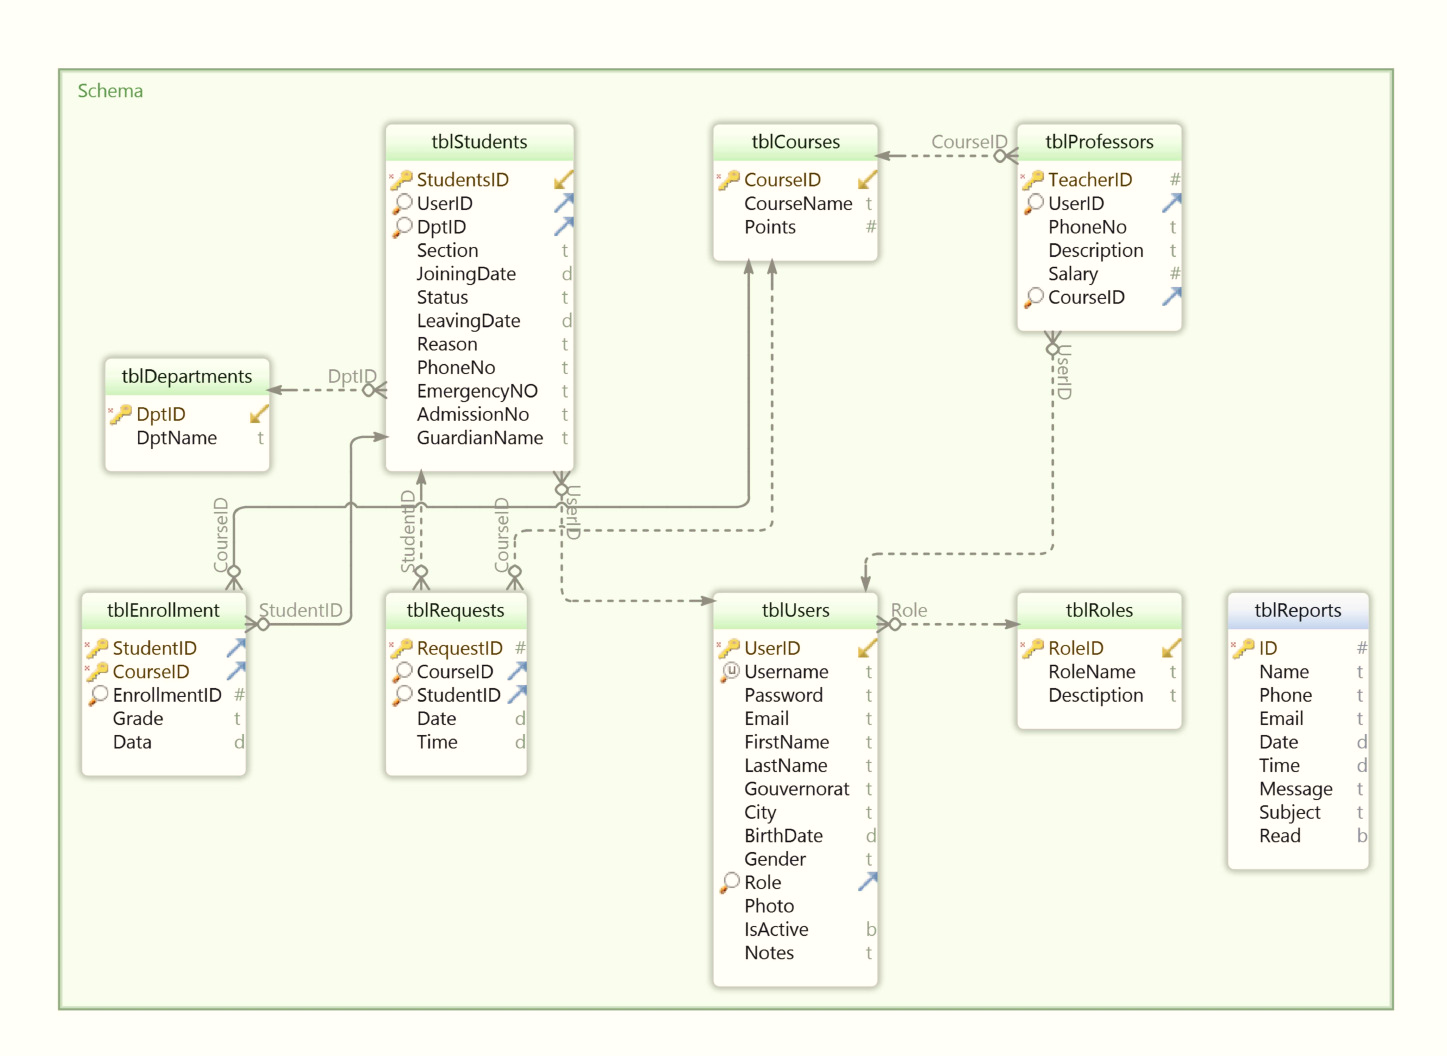 Schema
tblStudents
StudentsID
UserID
DptID
Section t
JoiningDate d
Status t
LeavingDate d
Reason t
PhoneNo t
EmergencyNO t
AdmissionNo t
GuardianName t
tblCourses
CourseID
CourseName t
Points #
CourseID
tblProfessors
TeacherID #
UserID
PhoneNo t
Description t
Salary #
CourseID
UserID
tblDepartments
DptID
DptName t
DptID
CourseID
StudentID
CourseID
UserID
tblEnrollment
StudentID
CourseID
EnrollmentID #
Grade t
Data d
StudentID
tblRequests
RequestID #
CourseID
StudentID
Date d
Time d
tblUsers
UserID
u
Username t
Password t
Email t
FirstName t
LastName t
Gouvernorat t
City t
BirthDate d
Gender t
Role
Photo
IsActive b
Notes t
Role
tblRoles
RoleID
RoleName t
Desctiption t
tblReports
ID #
Name t
Phone t
Email t
Date d
Time d
Message t
Subject t
Read b